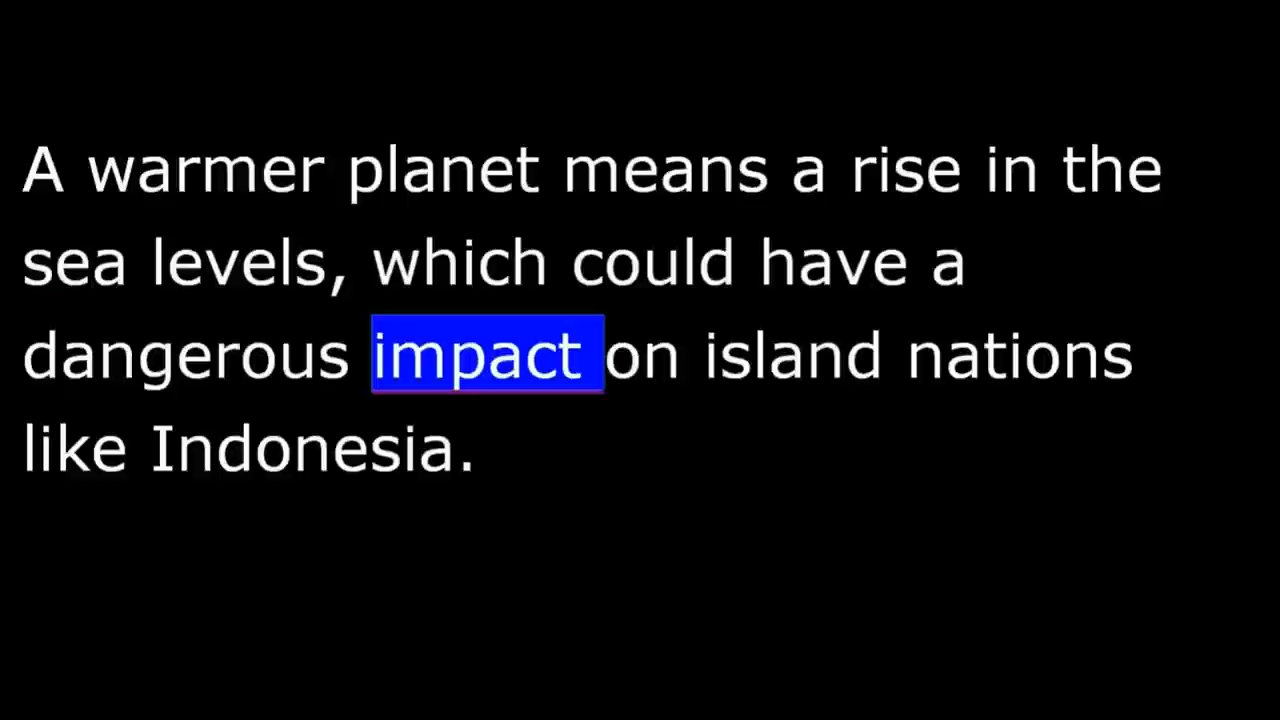 A warmer planet means a rise in the
sea levels, which could have a
dangerous impact on island nations
like Indonesia.